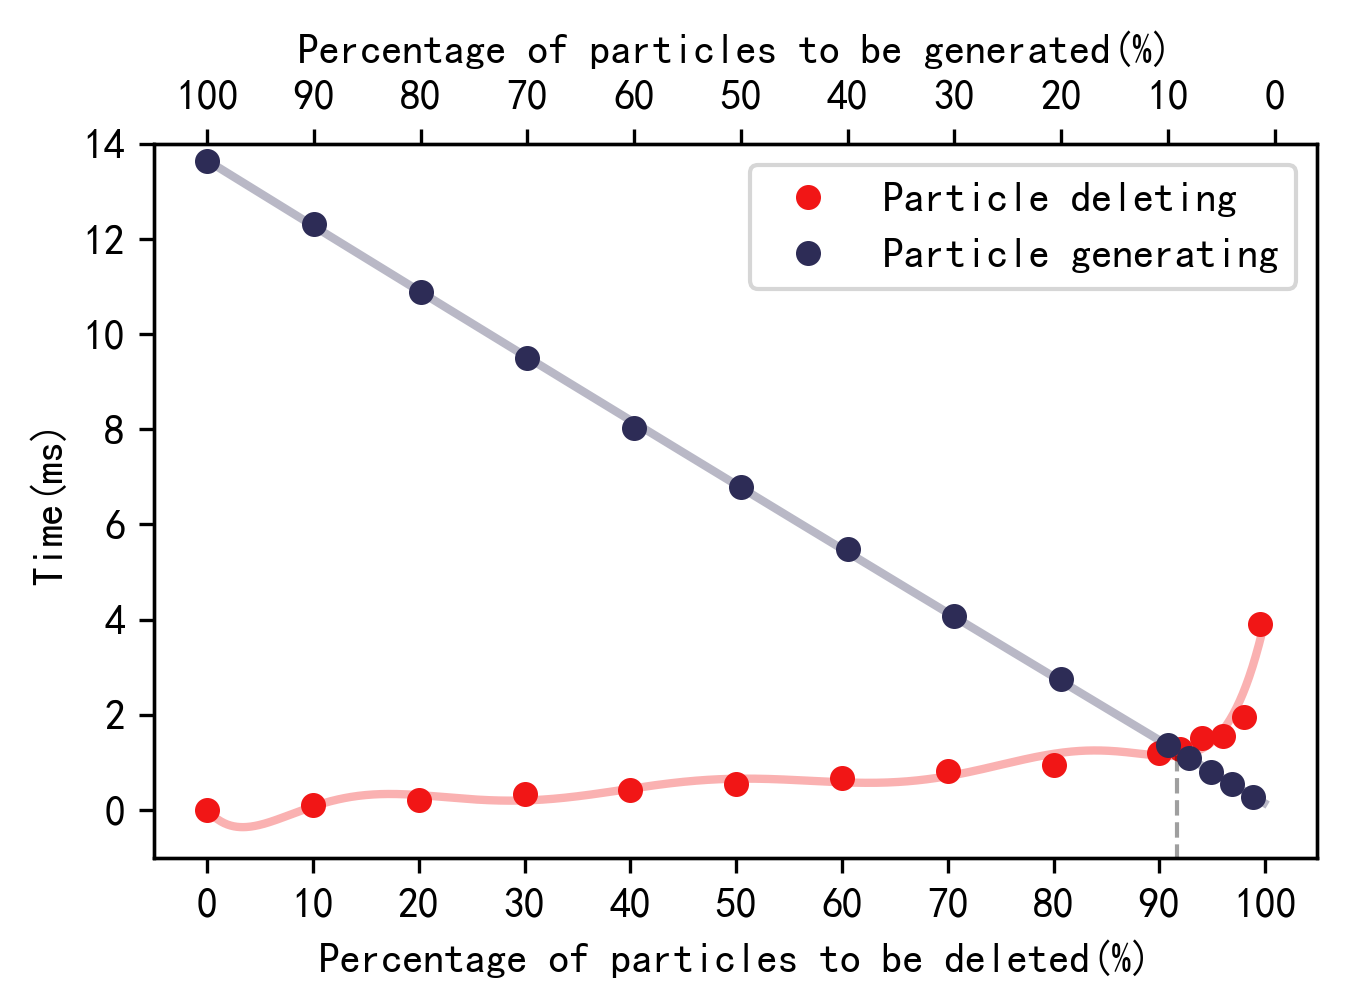 Percentage of particles to be generated(%)
100 90 80 70 60 50 40 30 20 10 0
14
12
10
8
6
4
2
0
Time(ms)
Particle deleting
Particle generating
0 10 20 30 40 50 60 70 80 90 100
Percentage of particles to be deleted(%)